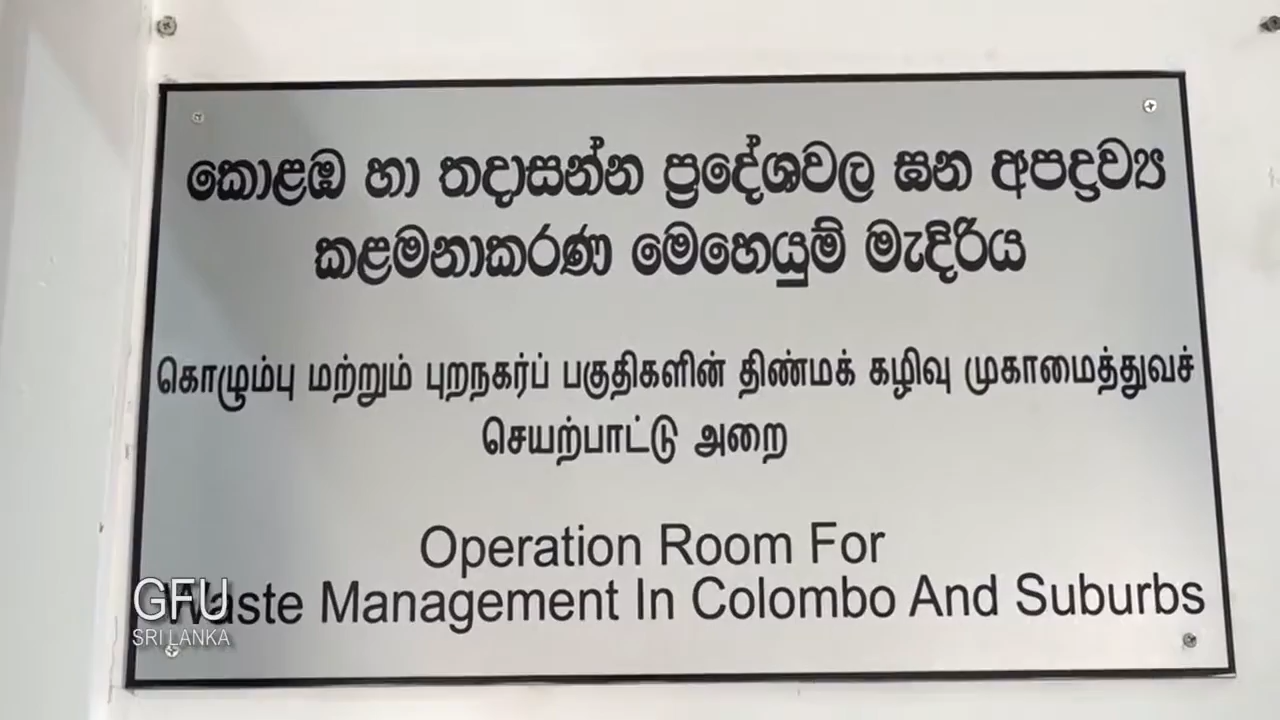 කොළඹ හා තදාසන්න ප්‍රදේශවල ඝන අපද්‍රව්‍ය
කළමනාකරණ මෙහෙයුම් මැදිරිය
கொழும்பு மற்றும் புறநகர்ப் பகுதிகளின் திண்மக் கழிவு முகாமைத்துவச்
செயற்பாட்டு அறை
Operation Room For
Waste Management In Colombo And Suburbs
GFU
SRI LANKA